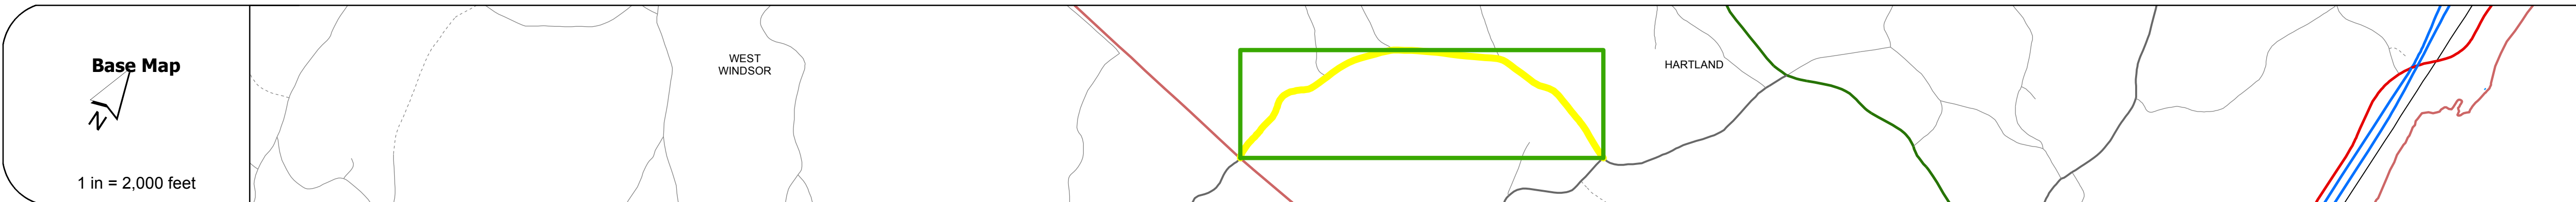 Base Map
N
1 in = 2,000 feet
WEST
WINDSOR
HARTLAND